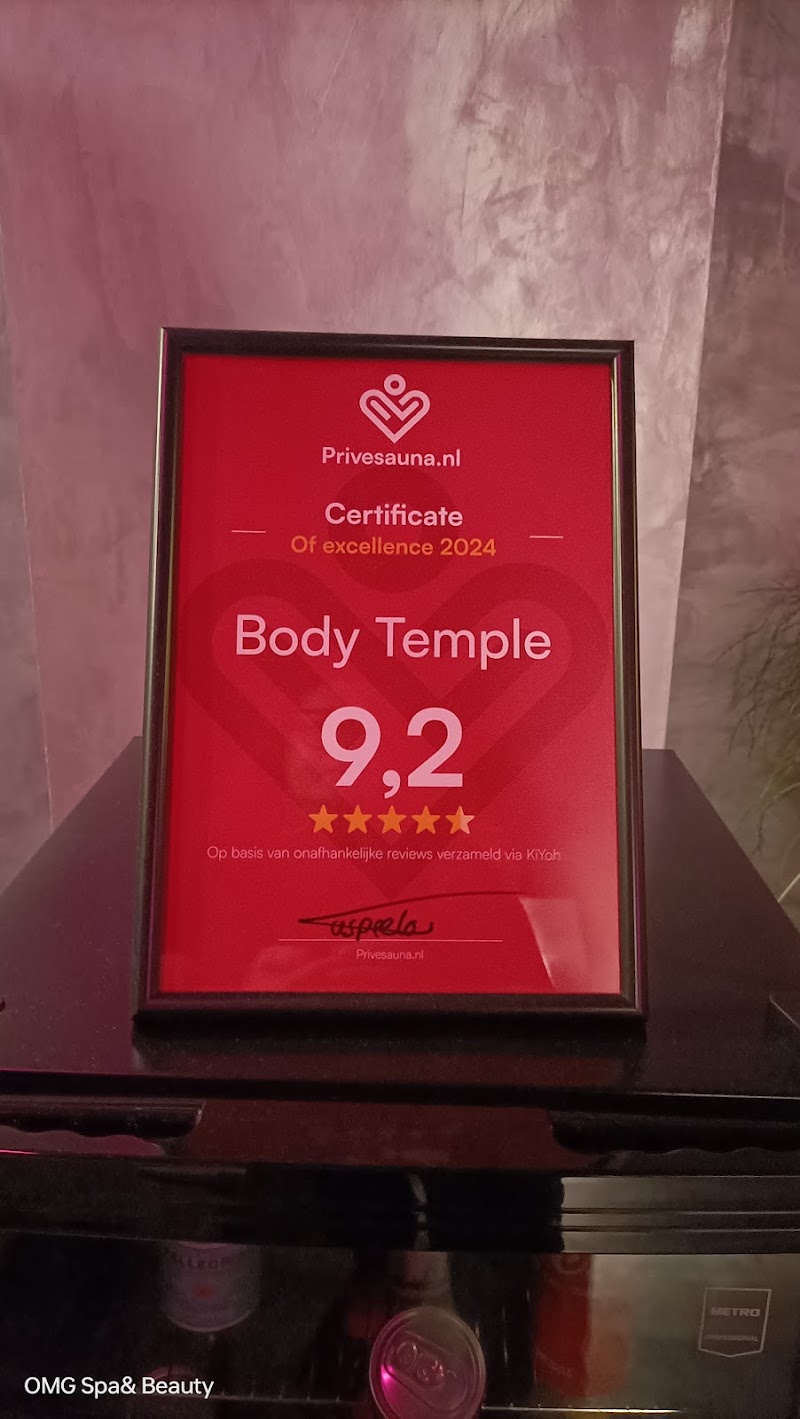 Privesauna.nl
Certificate
Of excellence 2024
Body Temple
9,2
Op basis van onafhankelijke reviews verzameld via KiYoh
Privesauna.nl
METRO
PROFESSIONAL
OMG Spa& Beauty